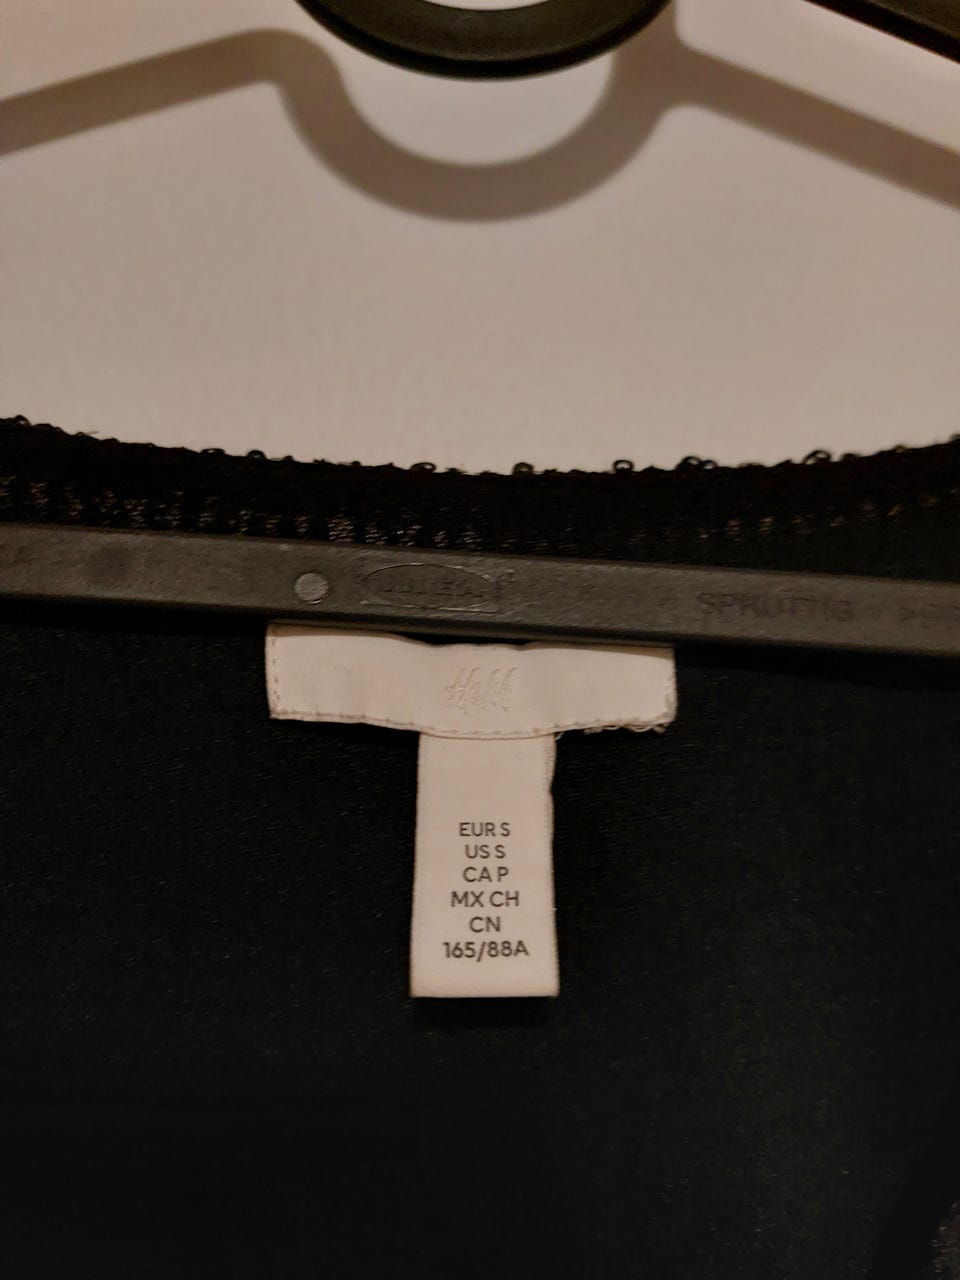 SPRUTTIG
H&M
EUR S
US S
CA P
MX CH
CN
165/88A